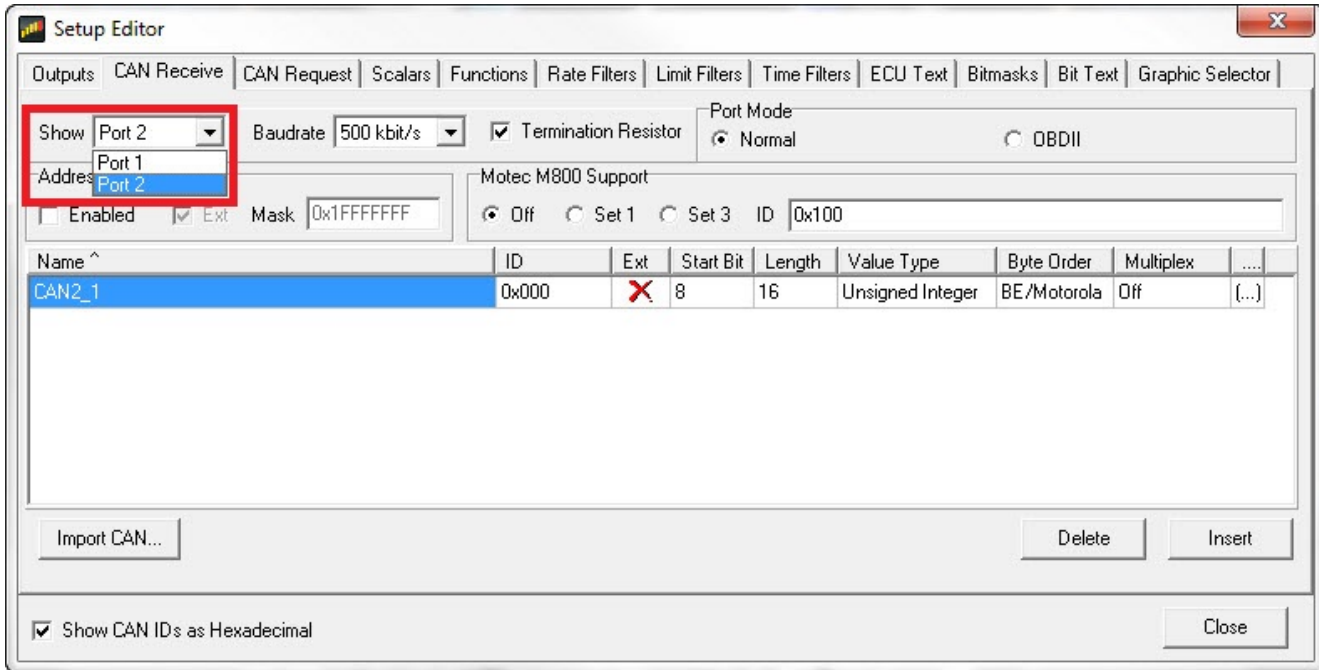 Setup Editor
Outputs CAN Receive CAN Request Scalars Functions Rate Filters Limit Filters Time Filters ECU Text Bitmasks Bit Text Graphic Selector
Show Port 2 Baudrate 500 kbit/s Termination Resistor
Port Mode
Normal OBDII
Port 1
Port 2
Addres
Enabled Ext Mask 0x1FFFFFFF
Motec M800 Support
Off Set 1 Set 3 ID 0x100
Name ^ ID Ext Start Bit Length Value Type Byte Order Multiplex ....
CAN2_1 0x000 8 16 Unsigned Integer BE/Motorola Off (...)
Import CAN... Delete Insert
Show CAN IDs as Hexadecimal Close